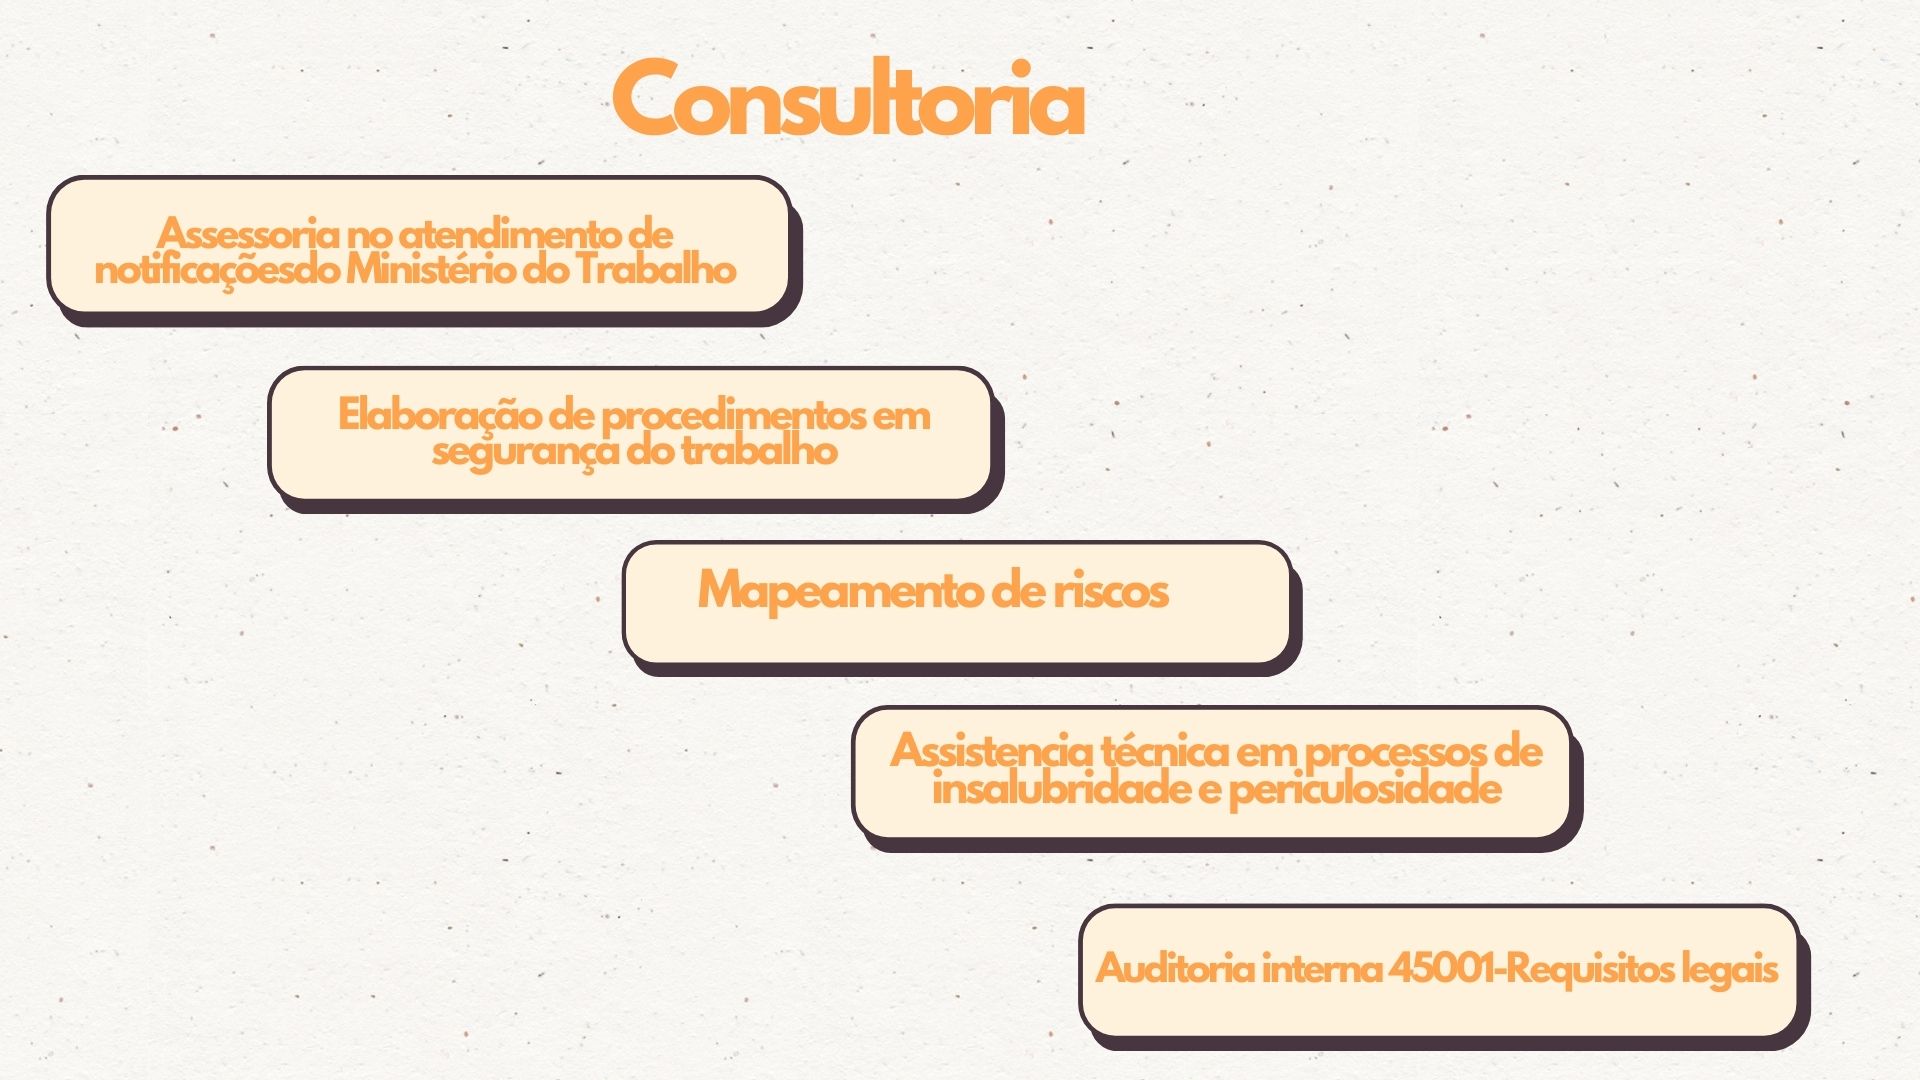 Consultoria
Assessoria no atendimento de
notificaçõesdo Ministério do Trabalho
Elaboração de procedimentos em
segurança do trabalho
Mapeamento de riscos
Assistencia técnica em processos de
insalubridade e periculosidade
Auditoria interna 45001-Requisitos legais